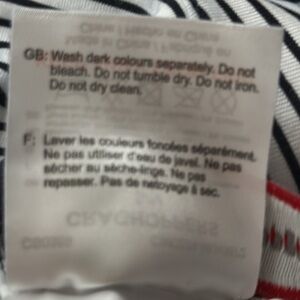 GB: Wash dark colours separately. Do not
bleach. Do not tumble dry. Do not iron.
Do not dry clean.
F: Laver les couleurs foncées séparément.
Ne pas utiliser d'eau de javel. Ne pas
sécher au sèche-linge. Ne pas
repasser. Pas de nettoyage à sec.
CRAGHOPPERS